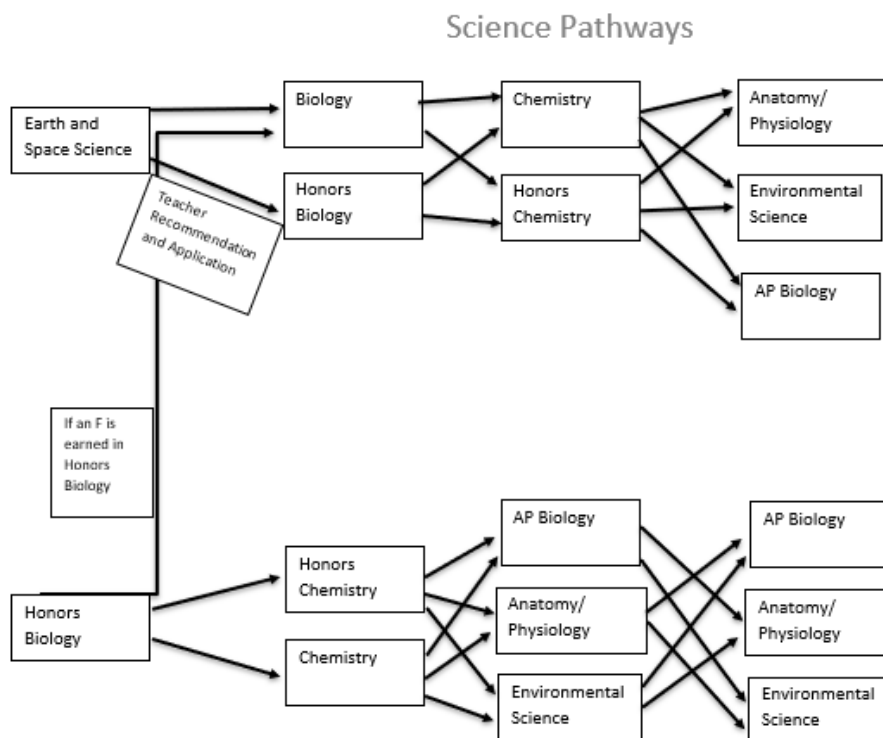 Science Pathways
Earth and
Space Science
Biology
Chemistry
Anatomy/
Physiology
Honors
Biology
Honors
Chemistry
Environmental
Science
AP Biology
Teacher
Recommendation
and Application
If an F is
earned in
Honors
Biology
Honors
Biology
Honors
Chemistry
Chemistry
AP Biology
Anatomy/
Physiology
Environmental
Science
AP Biology
Anatomy/
Physiology
Environmental
Science